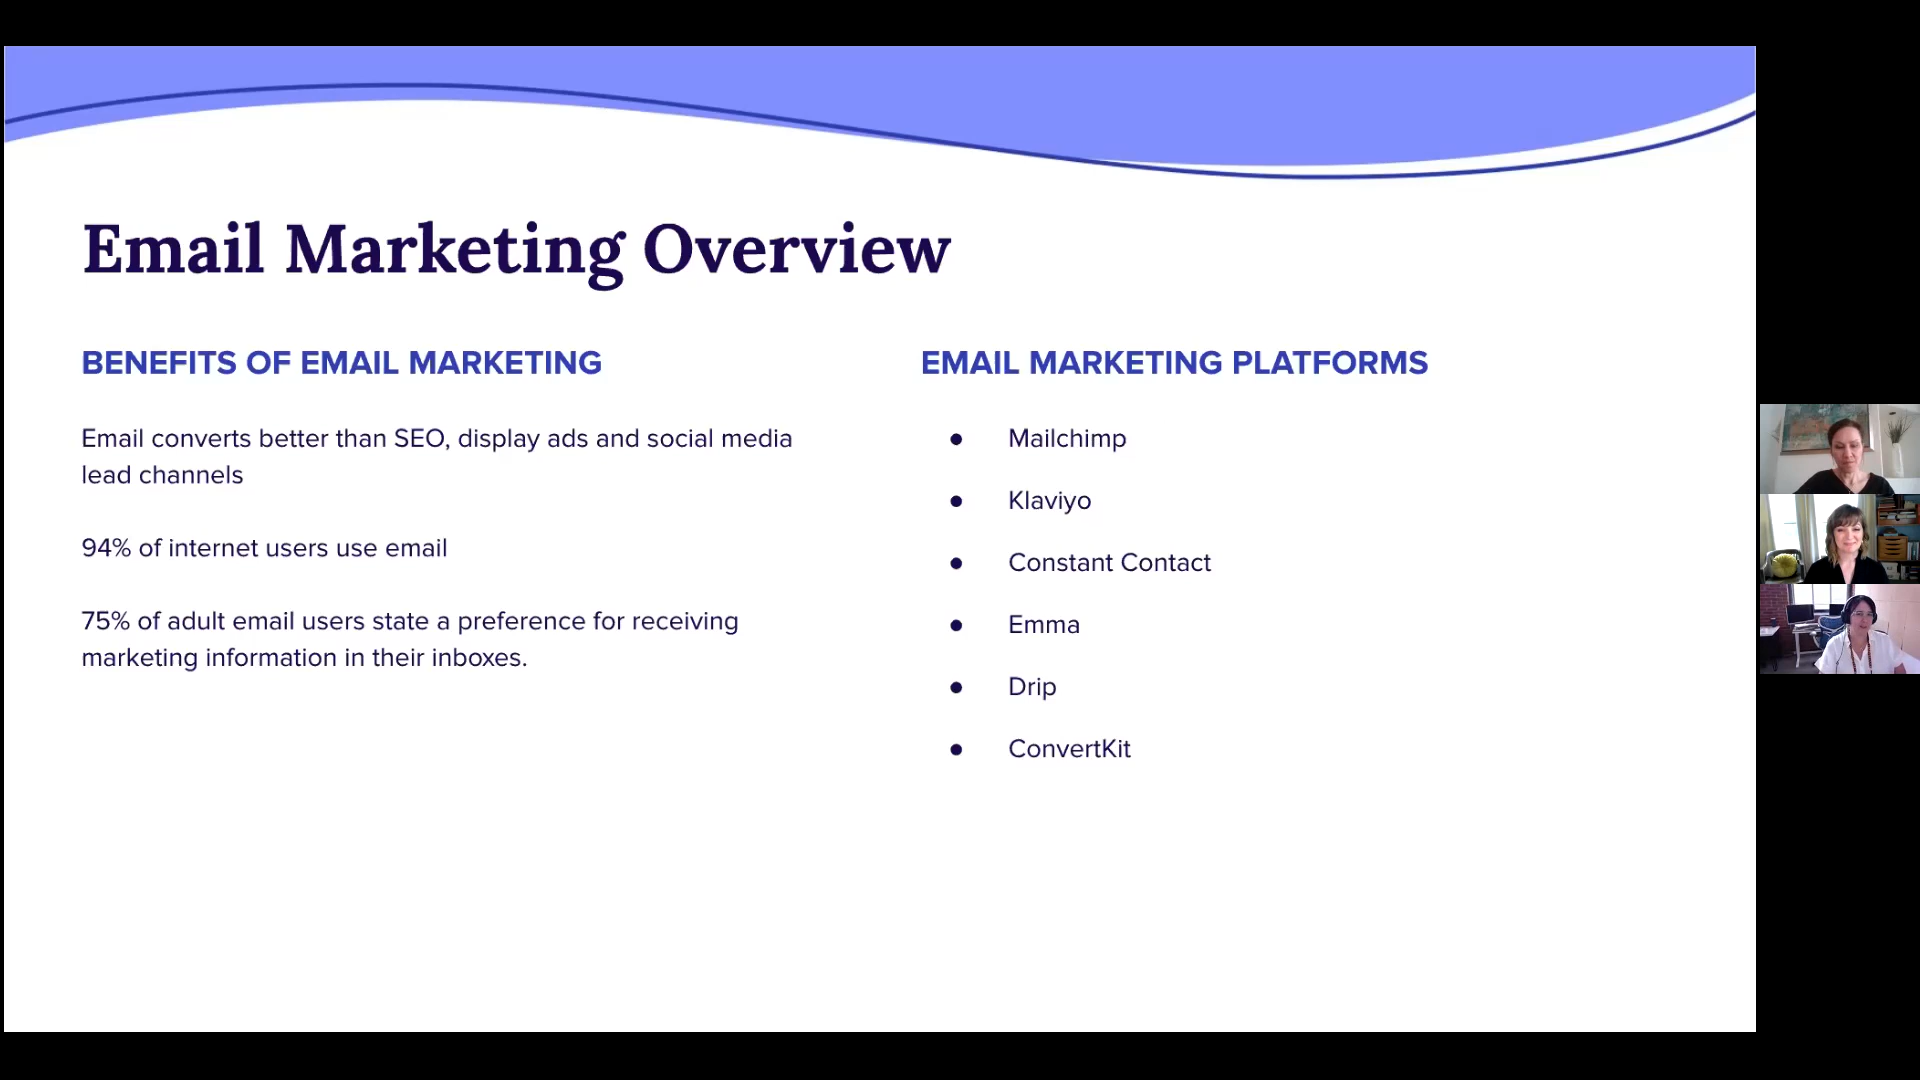 Email Marketing Overview
BENEFITS OF EMAIL MARKETING
Email converts better than SEO, display ads and social media
lead channels
94% of internet users use email
75% of adult email users state a preference for receiving
marketing information in their inboxes.
EMAIL MARKETING PLATFORMS
● Mailchimp
● Klaviyo
● Constant Contact
● Emma
● Drip
● ConvertKit